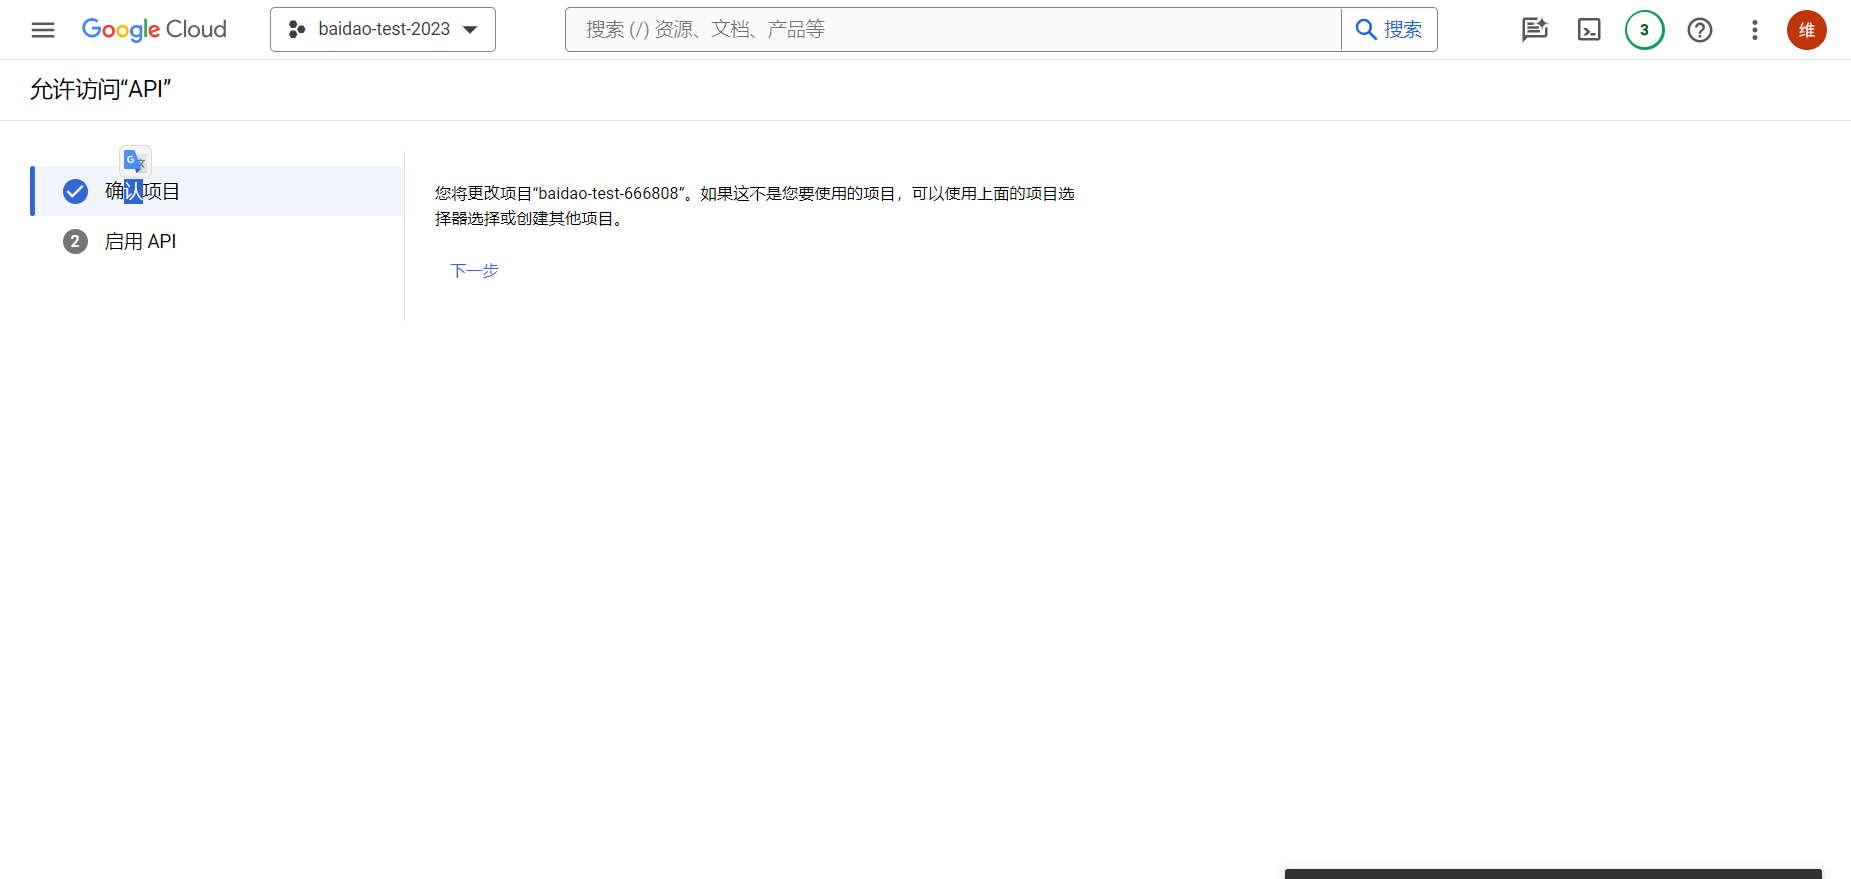 Google Cloud
baidao-test-2023
搜索 (/) 资源、文档、产品等
搜索
3
维
允许访问“API”
确认项目
2 启用 API
您将更改项目“baidao-test-666808”。如果这不是您要使用的项目，可以使用上面的项目选
择器选择或创建其他项目。
下一步